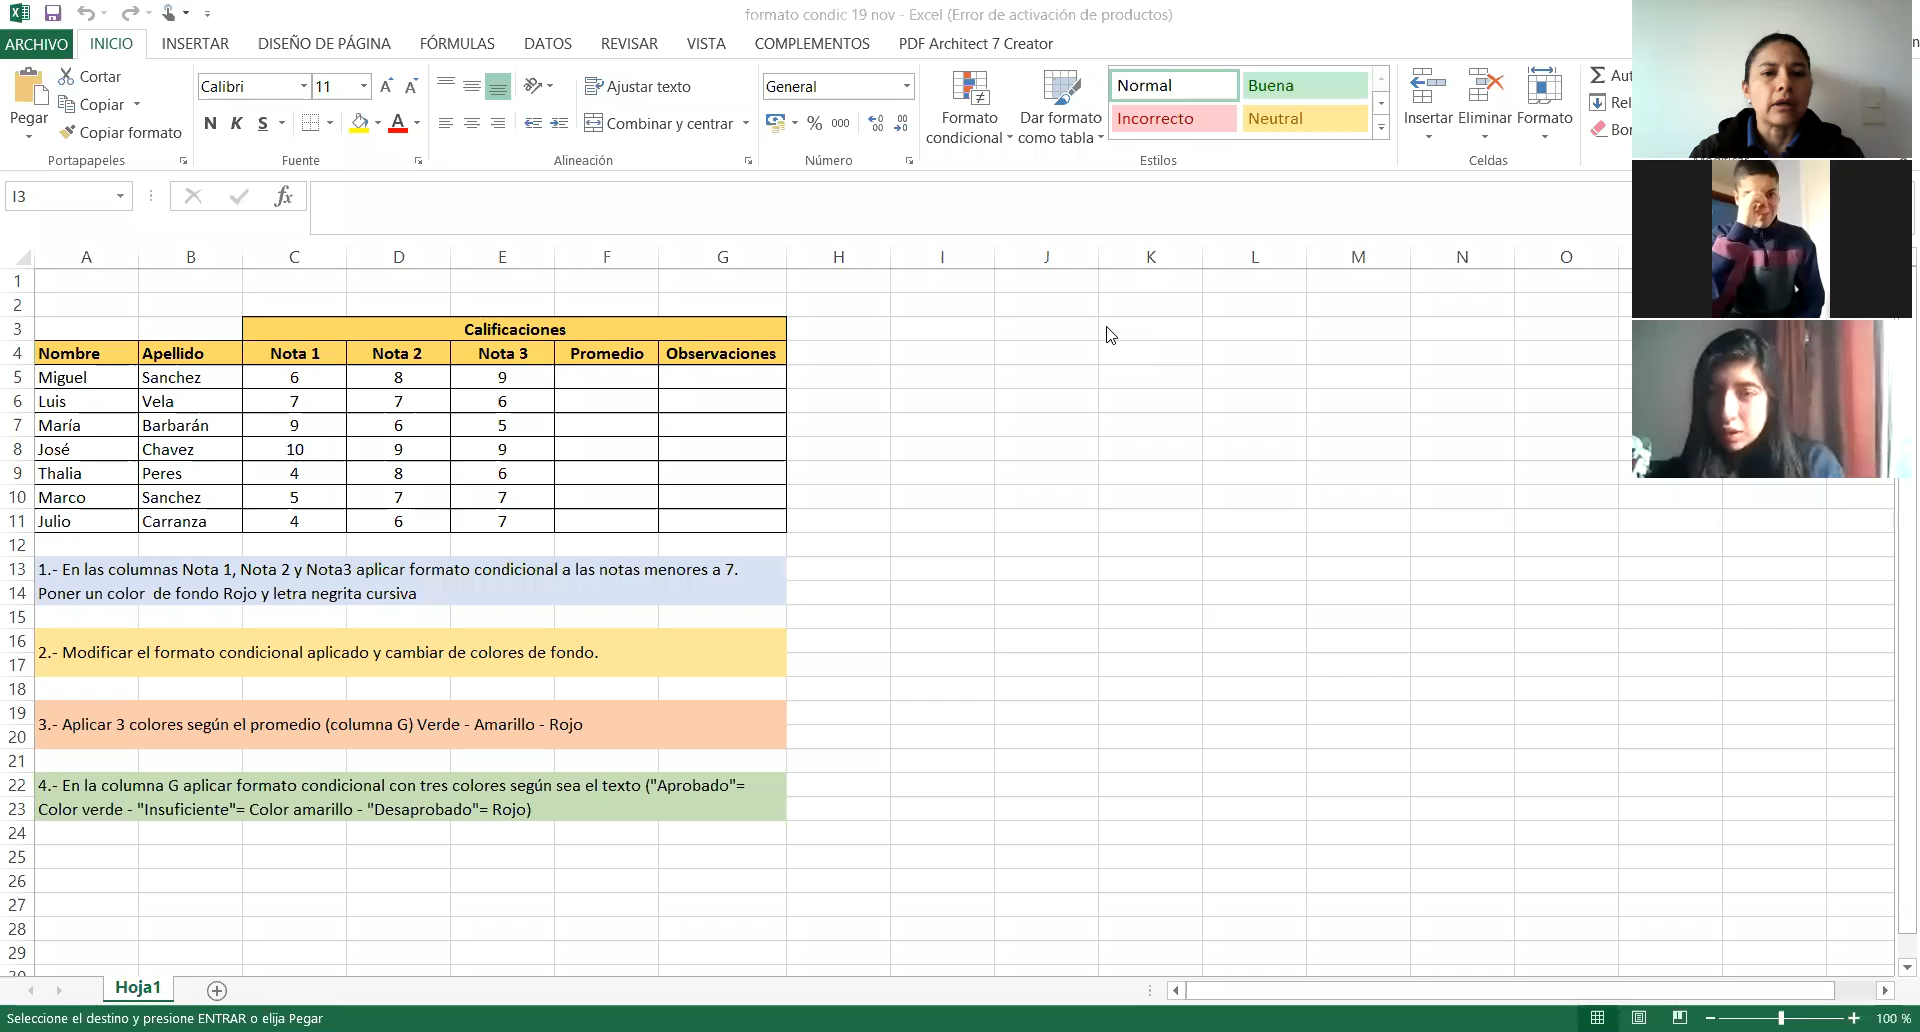 formato condic 19 nov - Excel (Error de activación de productos)
ARCHIVO INICIO INSERTAR DISEÑO DE PÁGINA FÓRMULAS DATOS REVISAR VISTA COMPLEMENTOS PDF Architect 7 Creator
Pegar
Cortar
Copiar
Copiar formato
Portapapeles
Calibri 11
N K S
Fuente
Ajustar texto
Combinar y centrar
Alineación
General
% 000
Número
Formato condicional
Dar formato como tabla
Normal Buena
Incorrecto Neutral
Estilos
Insertar Eliminar Formato
Celdas
I3
fx
A B C D E F G H I J K L M N O
1
2
3 Calificaciones
4 Nombre Apellido Nota 1 Nota 2 Nota 3 Promedio Observaciones
5 Miguel Sanchez 6 8 9
6 Luis Vela 7 7 6
7 María Barbarán 9 6 5
8 José Chavez 10 9 9
9 Thalia Peres 4 8 6
10 Marco Sanchez 5 7 7
11 Julio Carranza 4 6 7
12
13 1.- En las columnas Nota 1, Nota 2 y Nota3 aplicar formato condicional a las notas menores a 7.
14 Poner un color  de fondo Rojo y letra negrita cursiva
15
16
2.- Modificar el formato condicional aplicado y cambiar de colores de fondo.
17
18
19
3.- Aplicar 3 colores según el promedio (columna G) Verde - Amarillo - Rojo
20
21
22 4.- En la columna G aplicar formato condicional con tres colores según sea el texto ("Aprobado"=
23 Color verde - "Insuficiente"= Color amarillo - "Desaprobado"= Rojo)
24
25
26
27
28
29
Hoja1
Seleccione el destino y presione ENTRAR o elija Pegar
100 %